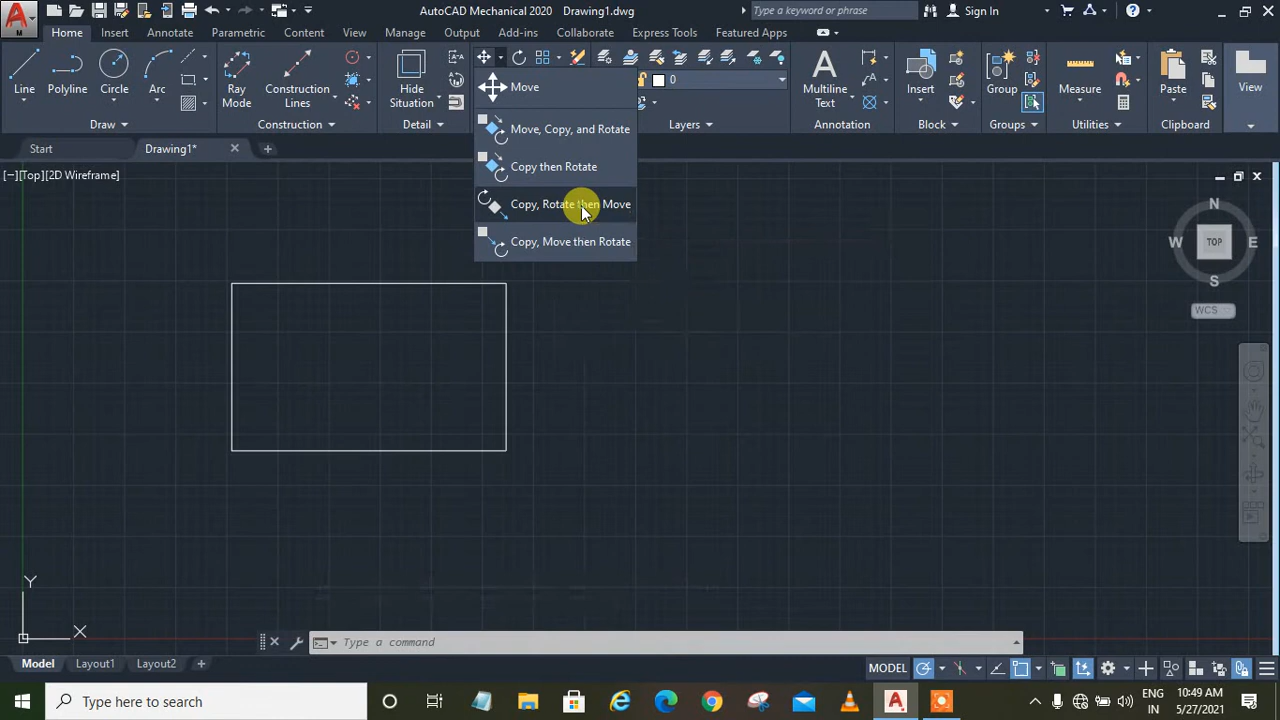 AutoCAD Mechanical 2020 Drawing1.dwg
Type a keyword or phrase
Sign In
Home Insert Annotate Parametric Content View Manage Output Add-ins Collaborate Express Tools Featured Apps
M
Line Polyline Circle Arc
Ray Mode
Construction Lines
Hide Situation
0
Multiline Text
Insert
Group
Measure
Paste
View
Draw Construction Detail Layers Annotation Block Groups Utilities Clipboard
Move
Move, Copy, and Rotate
Copy then Rotate
Copy, Rotate then Move
Copy, Move then Rotate
Start Drawing1*
[−][Top][2D Wireframe]
N
W TOP E
S
WCS
Y
X
Type a command
Model Layout1 Layout2
MODEL
Type here to search
ENG IN
10:49 AM
5/27/2021